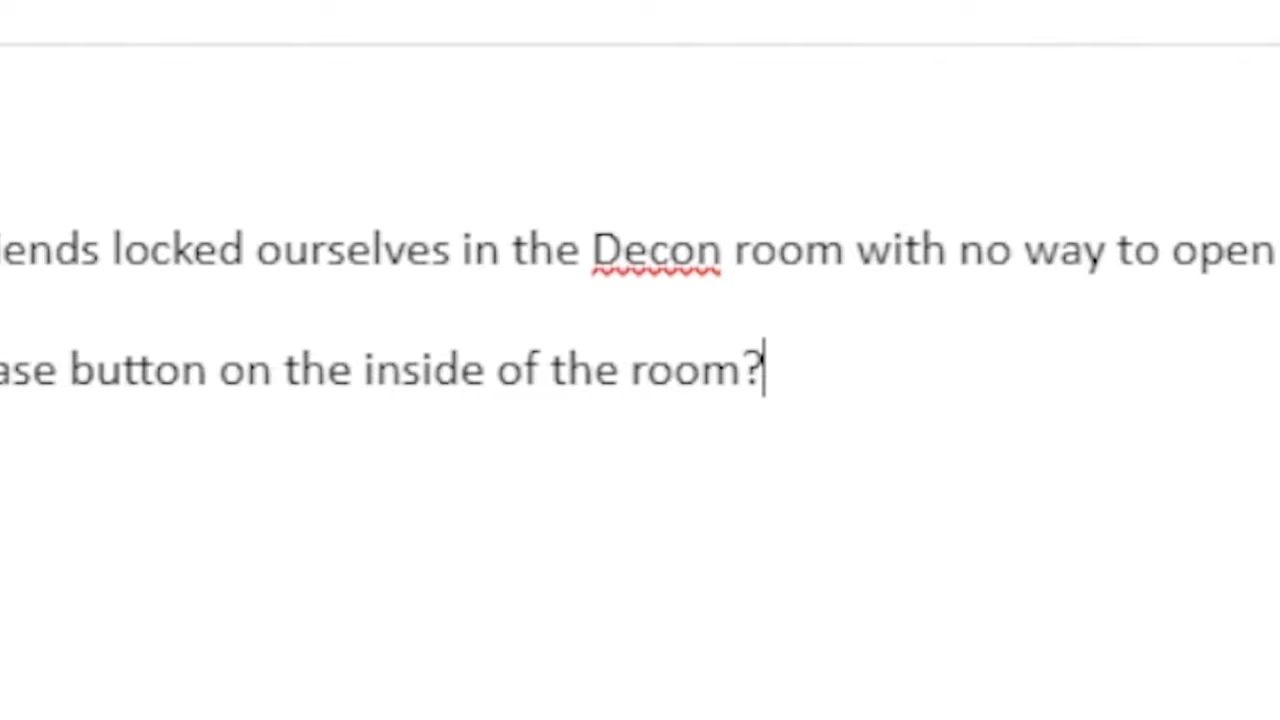 iends locked ourselves in the Decon room with no way to open
ase button on the inside of the room?